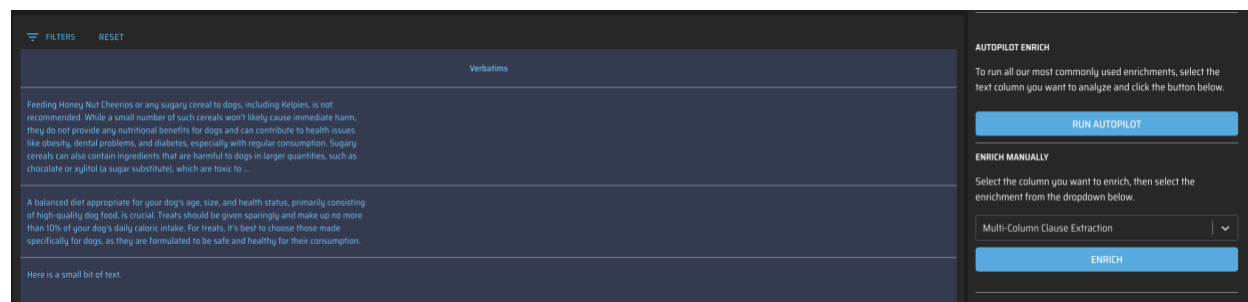 FILTERS
RESET
Verbatims
Feeding Honey Nut Cheerios or any sugary cereal to dogs, including Kelpies, is not
recommended. While a small number of such cereals won't likely cause immediate harm,
they do not provide any nutritional benefits for dogs and can contribute to health issues
like obesity, dental problems, and diabetes, especially with regular consumption. Sugary
cereals can also contain ingredients that are harmful to dogs in larger quantities, such as
chocolate or xylitol (a sugar substitute), which are toxic to ...
A balanced diet appropriate for your dog's age, size, and health status, primarily consisting
of high-quality dog food, is crucial. Treats should be given sparingly and make up no more
than 10% of your dog's daily caloric intake. For treats, it's best to choose those made
specifically for dogs, as they are formulated to be safe and healthy for their consumption.
Here is a small bit of text.
AUTOPILOT ENRICH
To run all our most commonly used enrichments, select the
text column you want to analyze and click the button below.
RUN AUTOPILOT
ENRICH MANUALLY
Select the column you want to enrich, then select the
enrichment from the dropdown below.
Multi-Column Clause Extraction
ENRICH